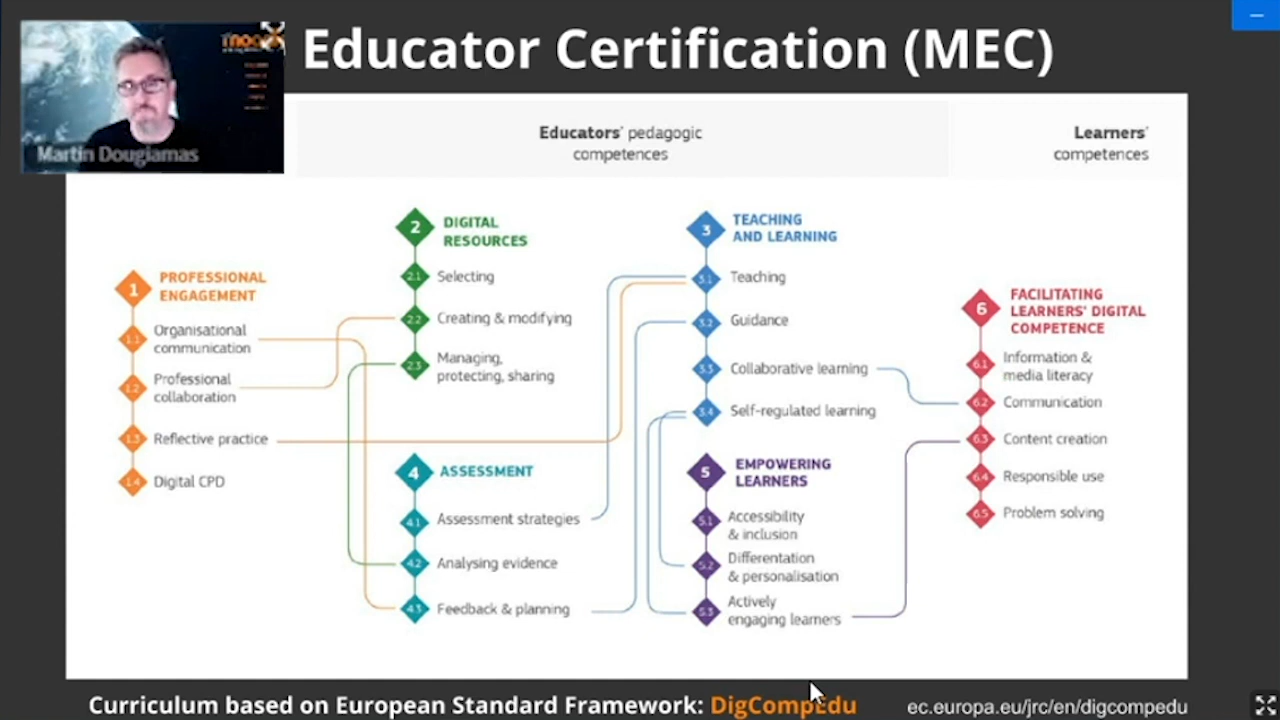 Educator Certification (MEC)
Martin Dougiamas
Educators' pedagogic
competences
Learners'
competences
1 PROFESSIONAL
ENGAGEMENT
1.1 Organisational
communication
1.2 Professional
collaboration
1.3 Reflective practice
1.4 Digital CPD
2 DIGITAL
RESOURCES
2.1 Selecting
2.2 Creating & modifying
2.3 Managing,
protecting, sharing
4 ASSESSMENT
4.1 Assessment strategies
4.2 Analysing evidence
4.3 Feedback & planning
3 TEACHING
AND LEARNING
3.1 Teaching
3.2 Guidance
3.3 Collaborative learning
3.4 Self-regulated learning
5 EMPOWERING
LEARNERS
5.1 Accessibility
& inclusion
5.2 Differentation
& personalisation
5.3 Actively
engaging learners
6 FACILITATING
LEARNERS' DIGITAL
COMPETENCE
6.1 Information &
media literacy
6.2 Communication
6.3 Content creation
6.4 Responsible use
6.5 Problem solving
Curriculum based on European Standard Framework: DigCompEdu
ec.europa.eu/jrc/en/digcompedu